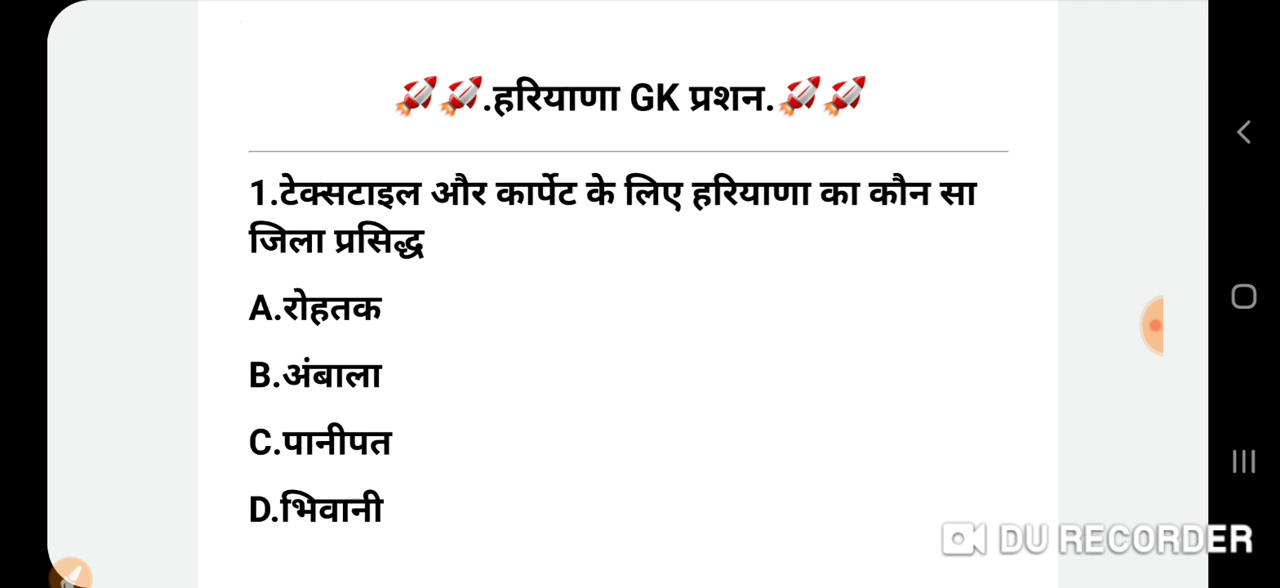 🚀🚀.हरियाणा GK प्रशन.🚀🚀
1.टेक्सटाइल और कार्पेट के लिए हरियाणा का कौन सा
जिला प्रसिद्ध
A.रोहतक
B.अंबाला
C.पानीपत
D.भिवानी
DU RECORDER